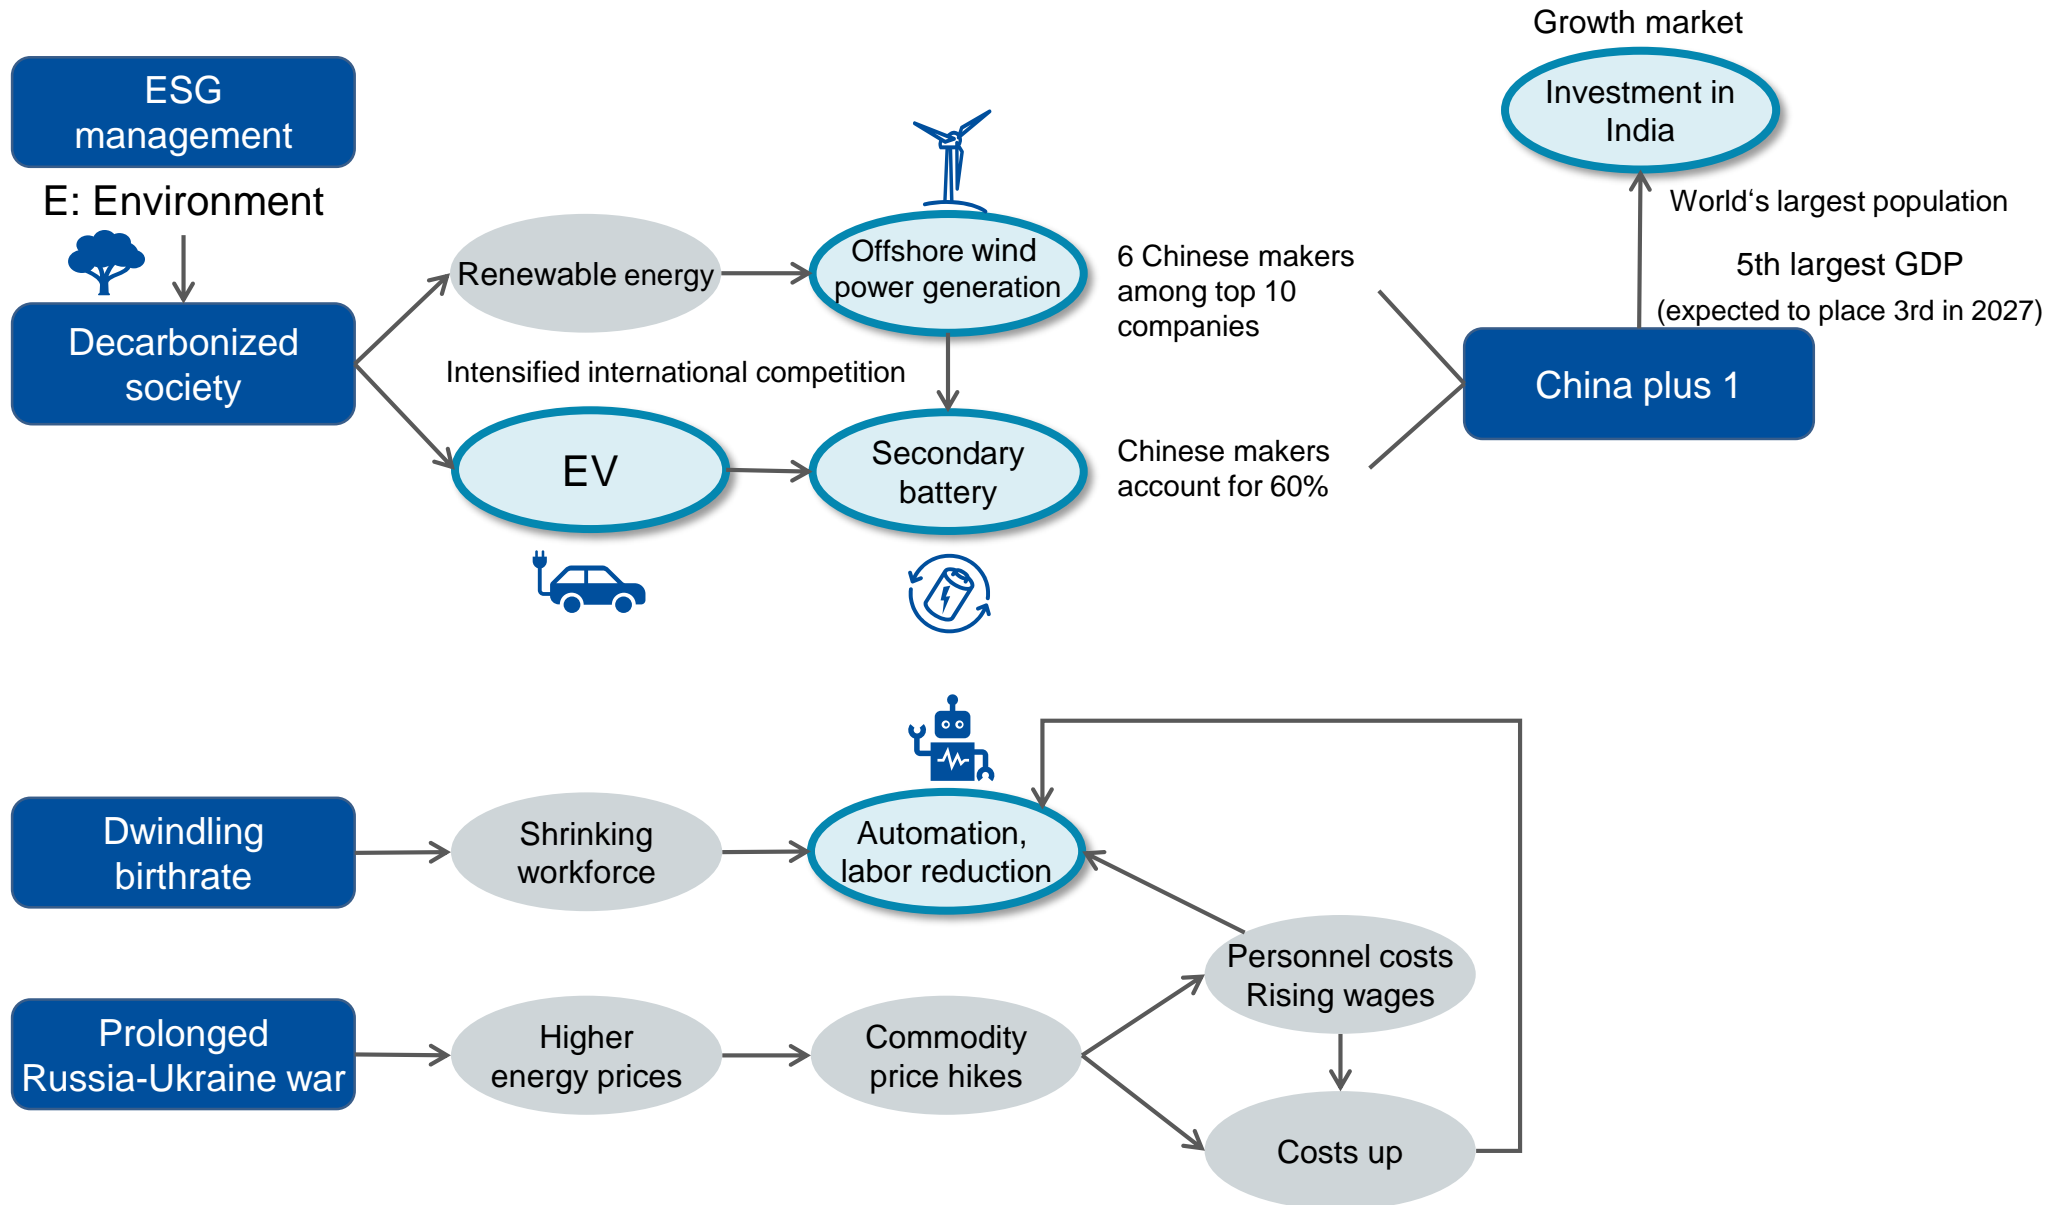 ESG
management
E: Environment
Decarbonized
society
Renewable energy
Offshore wind
power generation
Intensified international competition
EV
Secondary
battery
6 Chinese makers
among top 10
companies
Chinese makers
account for 60%
Growth market
Investment in
India
World‘s largest population
5th largest GDP
(expected to place 3rd in 2027)
China plus 1
Dwindling
birthrate
Shrinking
workforce
Automation,
labor reduction
Prolonged
Russia-Ukraine war
Higher
energy prices
Commodity
price hikes
Personnel costs
Rising wages
Costs up